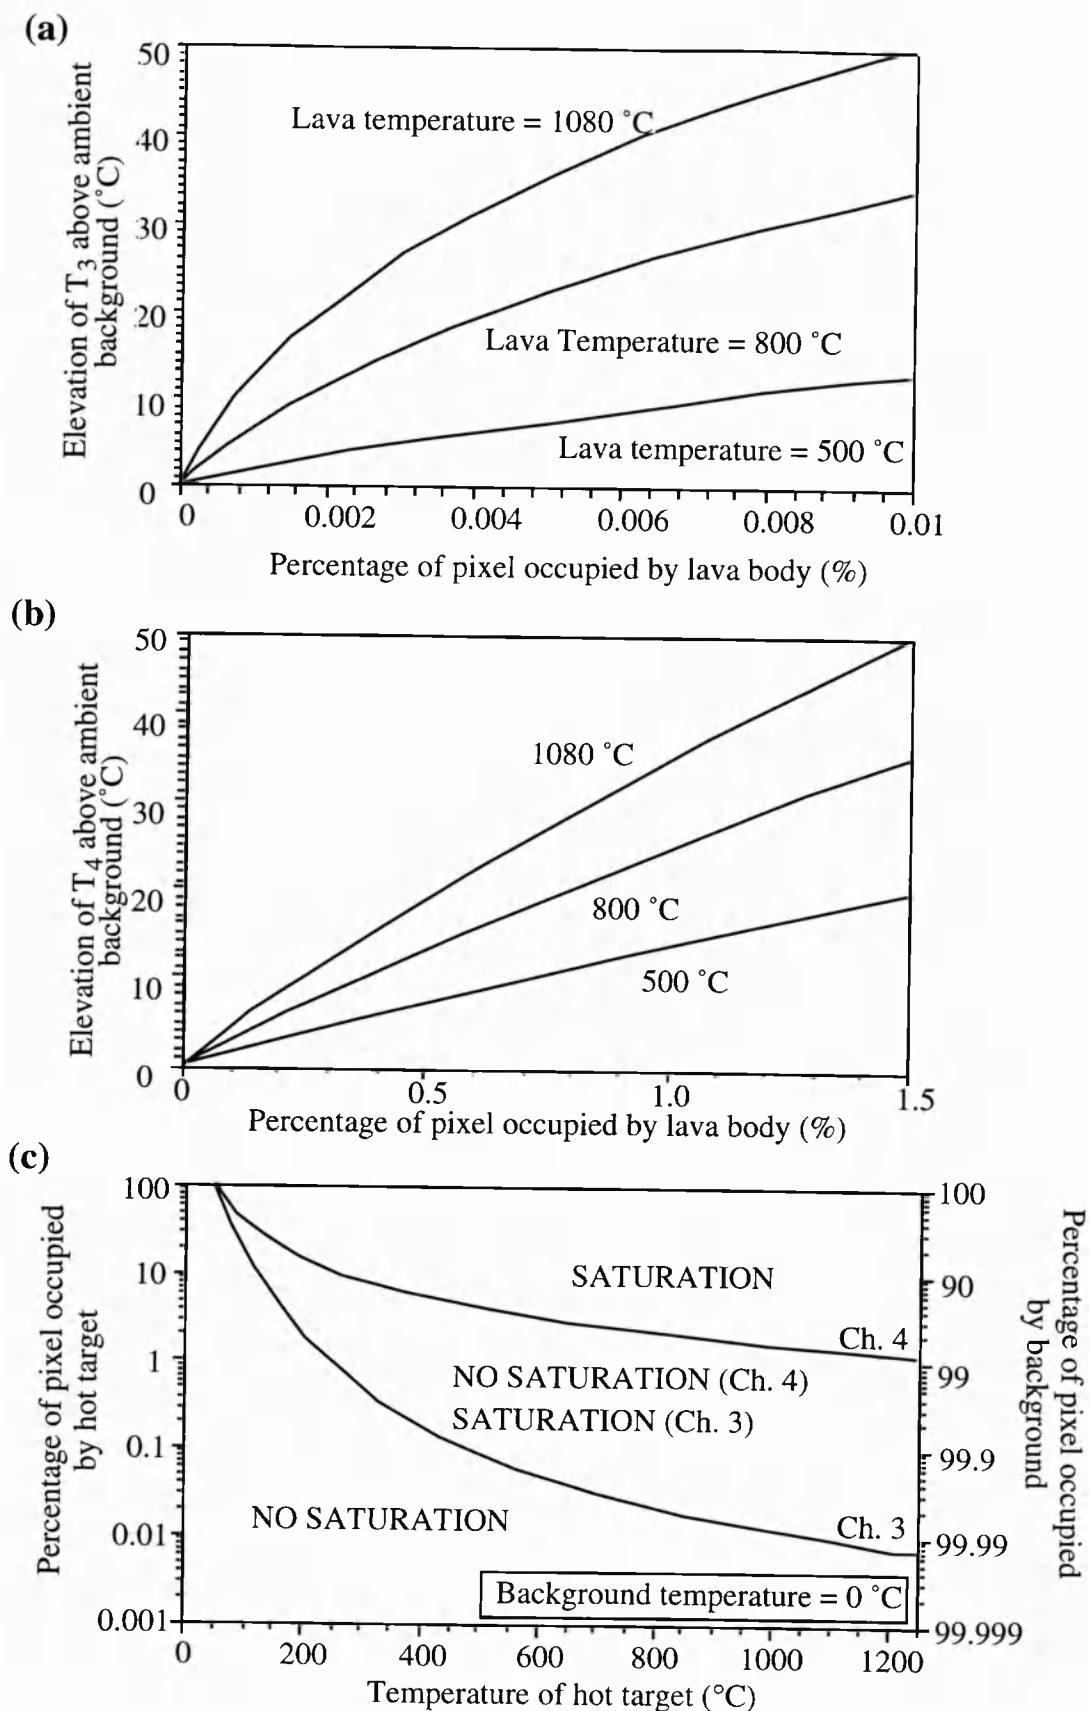 (a)
Elevation of T3 above ambient
background (°C)
50
40
30
20
10
0
Lava temperature = 1080 °C
Lava Temperature = 800 °C
Lava temperature = 500 °C
0 0.002 0.004 0.006 0.008 0.01
Percentage of pixel occupied by lava body (%)
(b)
Elevation of T4 above ambient
background (°C)
50
40
30
20
10
0
1080 °C
800 °C
500 °C
0 0.5 1.0 1.5
Percentage of pixel occupied by lava body (%)
(c)
Percentage of pixel occupied
by hot target
100
10
1
0.1
0.01
0.001
SATURATION
Ch. 4
NO SATURATION (Ch. 4)
SATURATION (Ch. 3)
NO SATURATION
Ch. 3
Background temperature = 0 °C
100
90
99
99.9
99.99
99.999
Percentage of pixel occupied
by background
0 200 400 600 800 1000 1200
Temperature of hot target (°C)